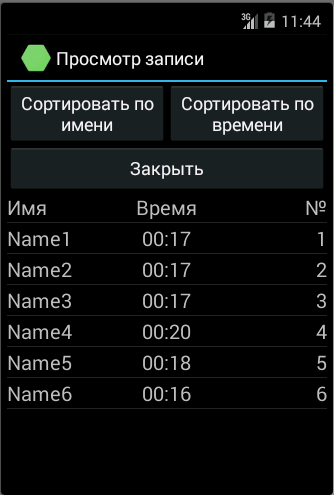 3G 11:44
Просмотр записи
Сортировать по имени
Сортировать по времени
Закрыть
Имя Время №
Name1 00:17 1
Name2 00:17 2
Name3 00:17 3
Name4 00:20 4
Name5 00:18 5
Name6 00:16 6